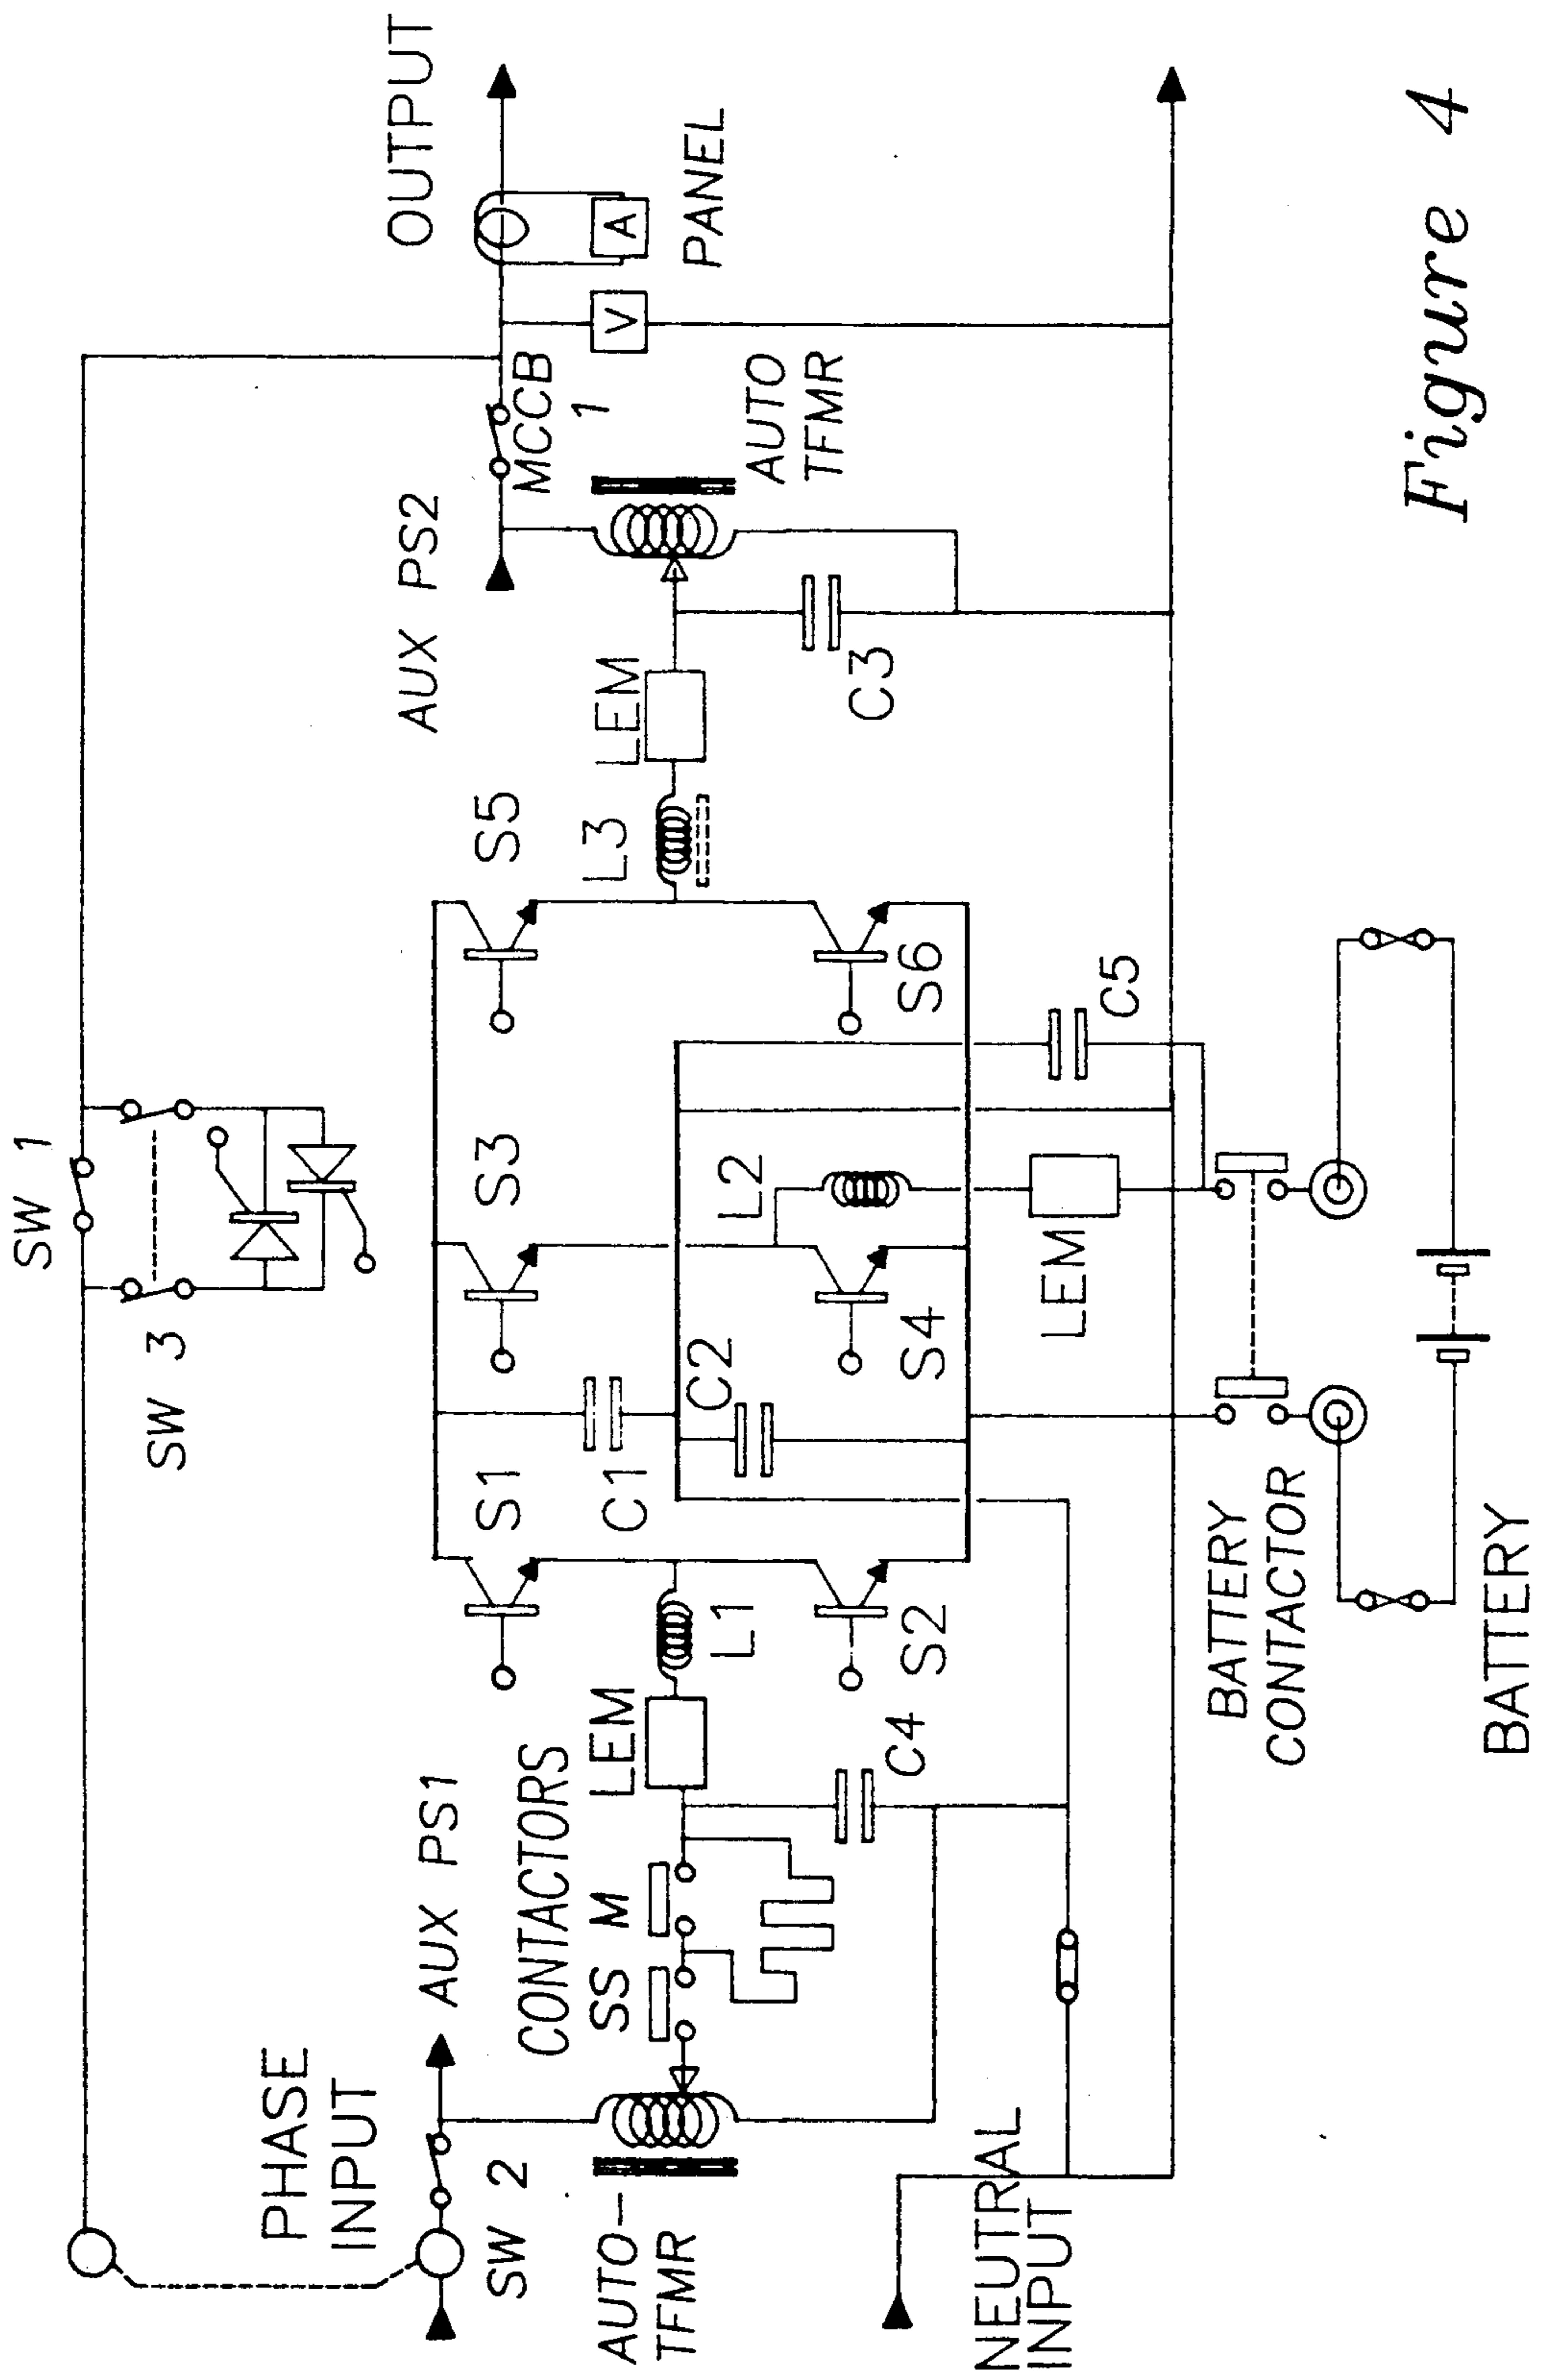 SW 1
SW 3
OUTPUT
PHASE
INPUT
AUX PS1
AUX PS2
SW 2
MCCB
1
A
V
PANEL
CONTACTORS
SS M
LEM
L1
S1
S3
S5
L3
LEM
AUTO
TFMR
AUTO-
TFMR
C1
C2
L2
C3
C4
S2
S4
S6
LEM
C5
NEUTRAL
INPUT
BATTERY
CONTACTOR
BATTERY
Figure 4